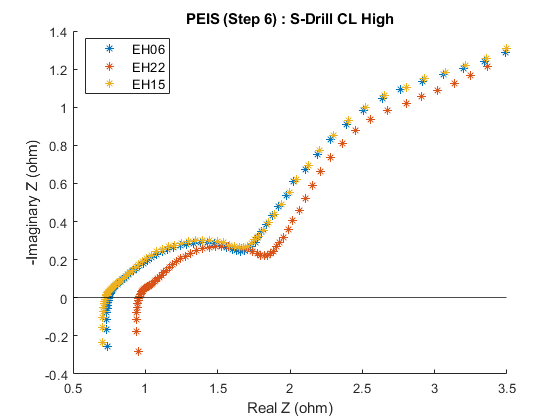 PEIS (Step 6) : S-Drill CL High
1.4
1.2
1
0.8
0.6
0.4
0.2
0
-0.2
-0.4
-Imaginary Z (ohm)
EH06
EH22
EH15
0.5
1
1.5
2
2.5
3
3.5
Real Z (ohm)